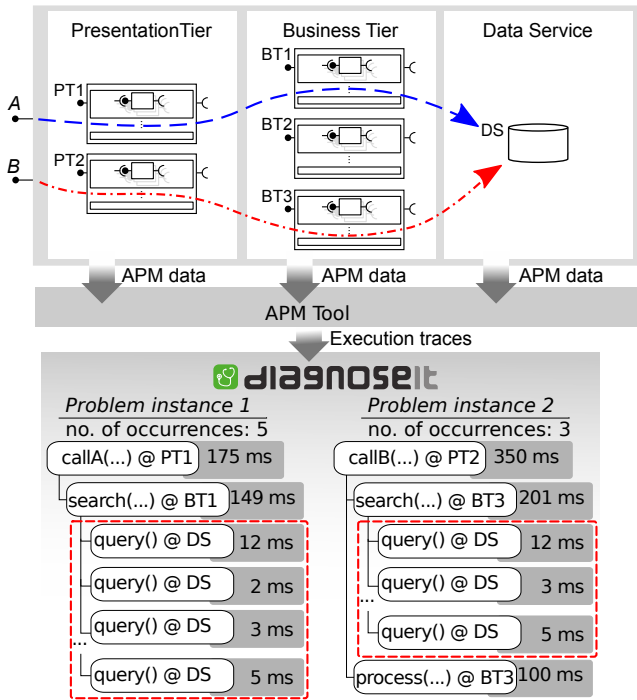 PresentationTier
Business Tier
Data Service
PT1
BT1
A
BT2
DS
B
PT2
BT3
APM data
APM data
APM data
APM Tool
Execution traces
diagnoseIt
Problem instance 1
no. of occurrences: 5
callA(...) @ PT1 175 ms
search(...) @ BT1 149 ms
query() @ DS 12 ms
query() @ DS 2 ms
query() @ DS 3 ms
...
query() @ DS 5 ms
Problem instance 2
no. of occurrences: 3
callB(...) @ PT2 350 ms
search(...) @ BT3 201 ms
query() @ DS 12 ms
query() @ DS 3 ms
...
query() @ DS 5 ms
process(...) @ BT3 100 ms